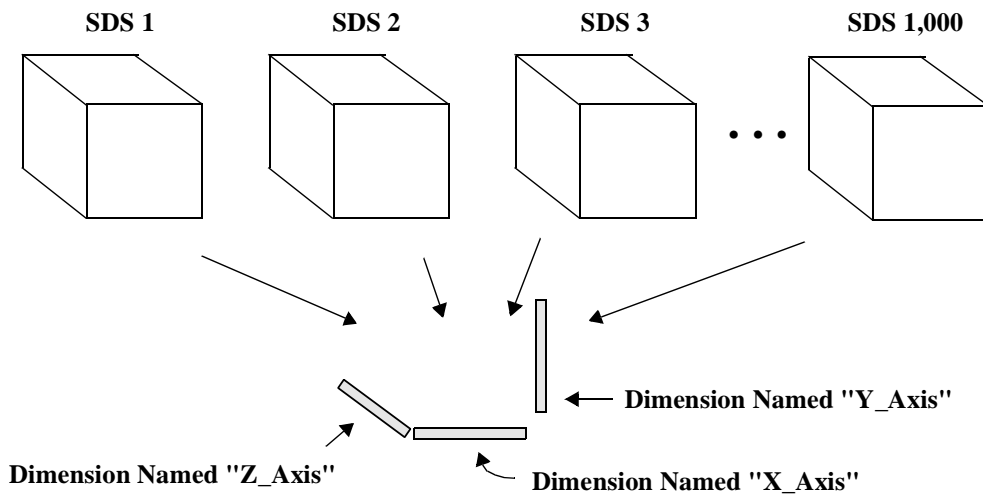 SDS 1
SDS 2
SDS 3
SDS 1,000
Dimension Named "Y_Axis"
Dimension Named "Z_Axis"
Dimension Named "X_Axis"